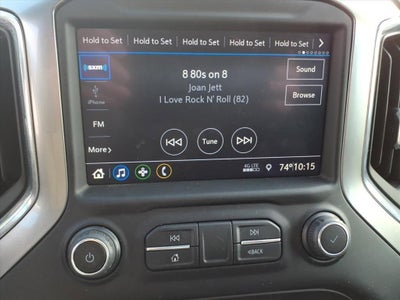 Hold to Set Hold to Set Hold to Set Hold to Set Hold to Set
sxm
8 80s on 8
Sound
Joan Jett
iPhone
I Love Rock N' Roll (82)
Browse
FM
Tune
More
4G LTE
74° 10:15
BACK